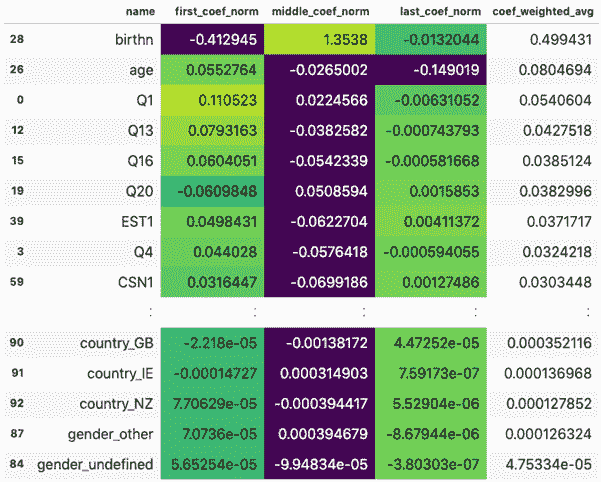 name first_coef_norm middle_coef_norm last_coef_norm coef_weighted_avg
28 birthn -0.412945 1.3538 -0.0132044 0.499431
26 age 0.0552764 -0.0265002 -0.149019 0.0804694
0 Q1 0.110523 0.0224566 -0.00631052 0.0540604
12 Q13 0.0793163 -0.0382582 -0.000743793 0.0427518
15 Q16 0.0604051 -0.0542339 -0.000581668 0.0385124
19 Q20 -0.0609848 0.0508594 0.0015853 0.0382996
39 EST1 0.0498431 -0.0622704 0.00411372 0.0371717
3 Q4 0.044028 -0.0576418 -0.000594055 0.0324218
59 CSN1 0.0316447 -0.0699186 0.00127486 0.0303448
: : : : :
90 country_GB -2.218e-05 -0.00138172 4.47252e-05 0.000352116
91 country_IE -0.00014727 0.000314903 7.59173e-07 0.000136968
92 country_NZ 7.70629e-05 -0.000394417 5.52904e-06 0.000127852
87 gender_other 7.0736e-05 0.000394679 -8.67944e-06 0.000126324
84 gender_undefined 5.65254e-05 -9.94834e-05 -3.80303e-07 4.75334e-05